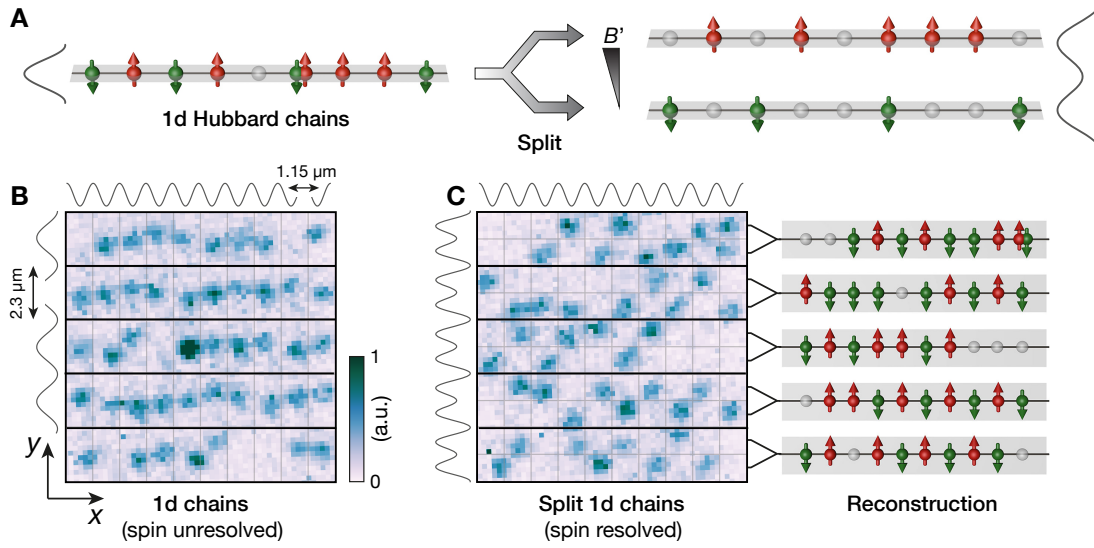 A
B'
1d Hubbard chains
Split
B
1.15 µm
C
2.3 µm
1
(a.u.)
0
y
x
1d chains
(spin unresolved)
Split 1d chains
(spin resolved)
Reconstruction